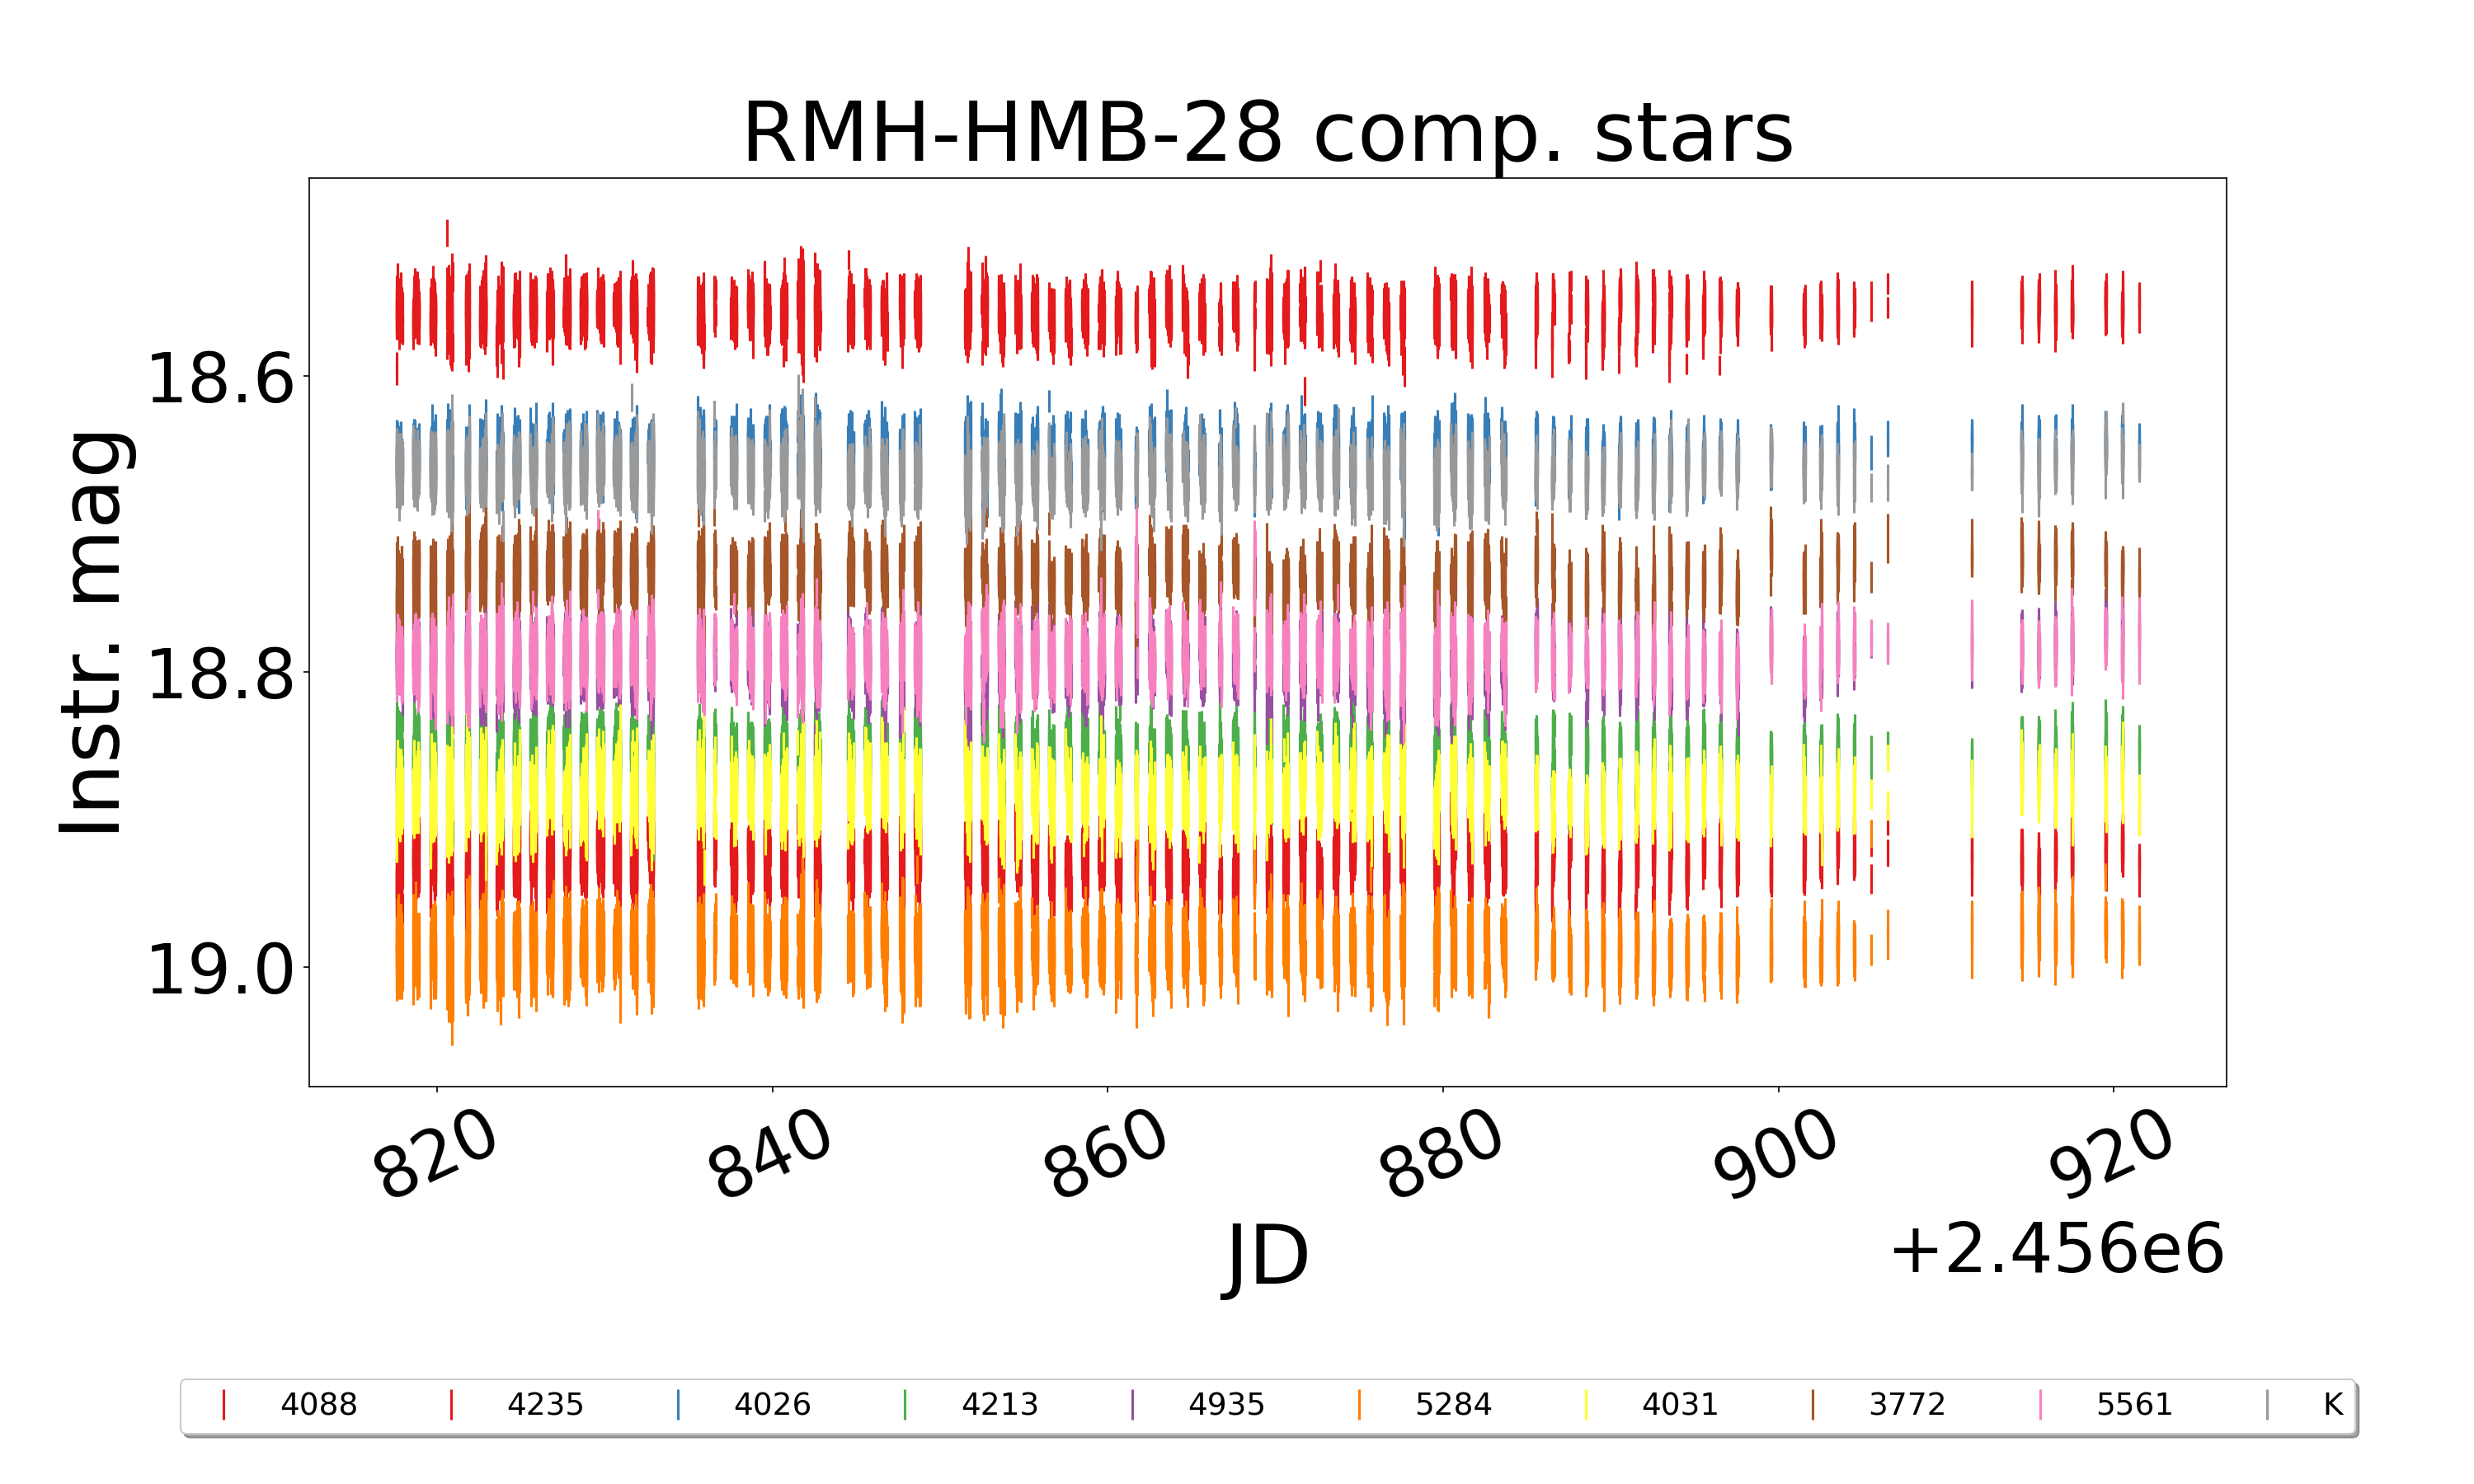 RMH-HMB-28 comp. stars
Instr. mag
18.6
18.8
19.0
820 840 860 880 900 920
JD
+2.456e6
4088 4235 4026 4213 4935 5284 4031 3772 5561 K